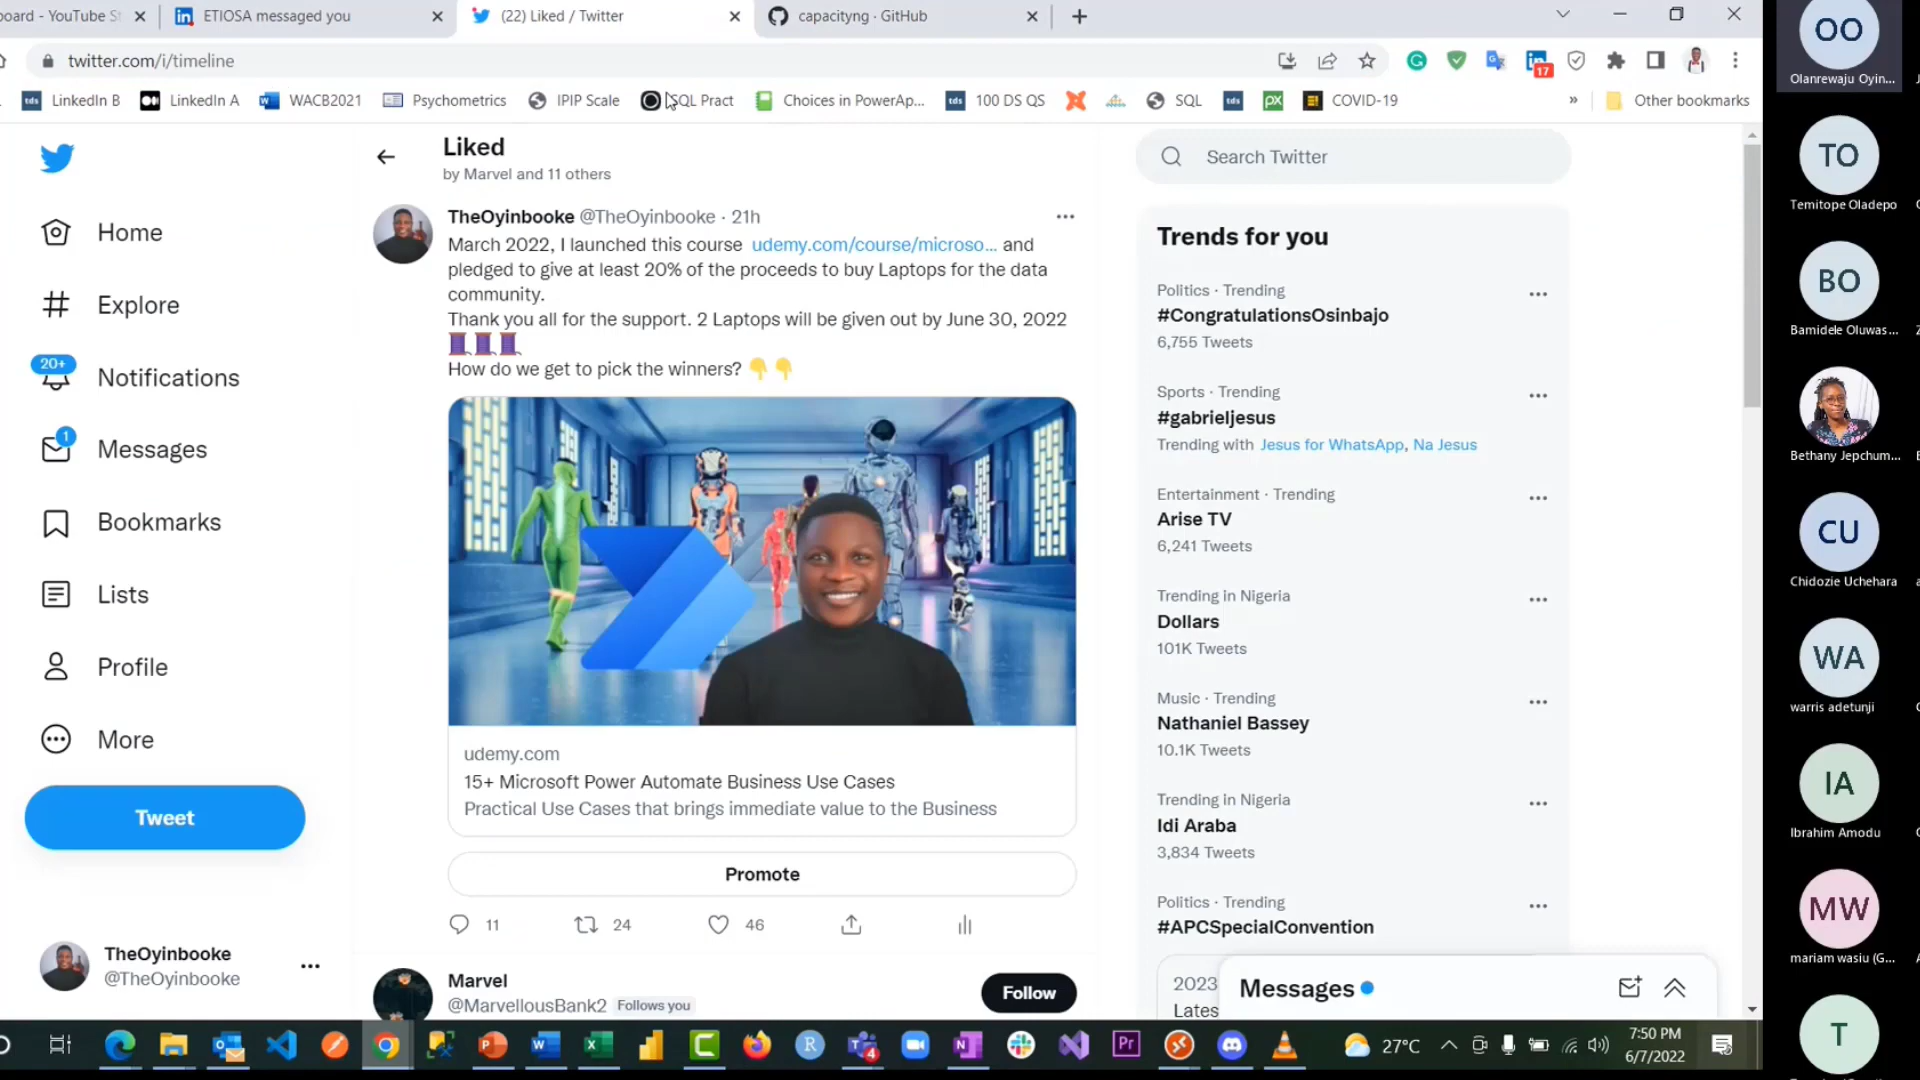 oard - YouTube St
ETIOSA messaged you
(22) Liked / Twitter
capacityng · GitHub
twitter.com/i/timeline
17
LinkedIn B
LinkedIn A
WACB2021
Psychometrics
IPIP Scale
SQL Pract
Choices in PowerAp...
100 DS QS
SQL
COVID-19
»
Other bookmarks
Home
Explore
20+
Notifications
1
Messages
Bookmarks
Lists
Profile
More
Tweet
TheOyinbooke
@TheOyinbooke
Liked
by Marvel and 11 others
TheOyinbooke @TheOyinbooke · 21h
March 2022, I launched this course udemy.com/course/microso... and
pledged to give at least 20% of the proceeds to buy Laptops for the data
community.
Thank you all for the support. 2 Laptops will be given out by June 30, 2022
How do we get to pick the winners?
udemy.com
15+ Microsoft Power Automate Business Use Cases
Practical Use Cases that brings immediate value to the Business
Promote
11
24
46
Marvel
@MarvellousBank2 Follows you
Follow
Search Twitter
Trends for you
Politics · Trending
#CongratulationsOsinbajo
6,755 Tweets
Sports · Trending
#gabrieljesus
Trending with Jesus for WhatsApp, Na Jesus
Entertainment · Trending
Arise TV
6,241 Tweets
Trending in Nigeria
Dollars
101K Tweets
Music · Trending
Nathaniel Bassey
10.1K Tweets
Trending in Nigeria
Idi Araba
3,834 Tweets
Politics · Trending
#APCSpecialConvention
2023
Lates
Messages
OO
Olanrewaju Oyin...
TO
Temitope Oladepo
BO
Bamidele Oluwas...
Bethany Jepchum...
CU
Chidozie Uchehara
WA
warris adetunji
IA
Ibrahim Amodu
MW
mariam wasiu (G...
T
27°C
7:50 PM
6/7/2022